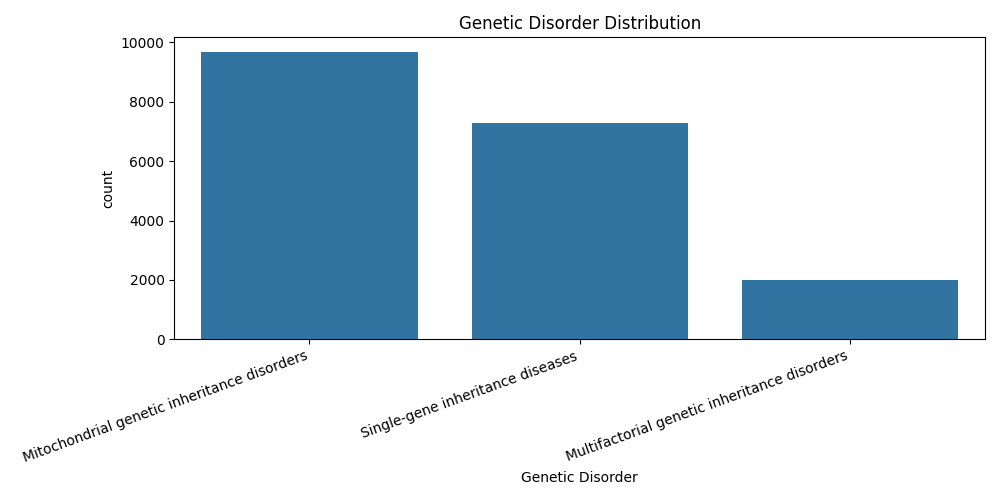 Genetic Disorder Distribution
10000
8000
6000
4000
2000
0
count
Mitochondrial genetic inheritance disorders
Single-gene inheritance diseases
Multifactorial genetic inheritance disorders
Genetic Disorder